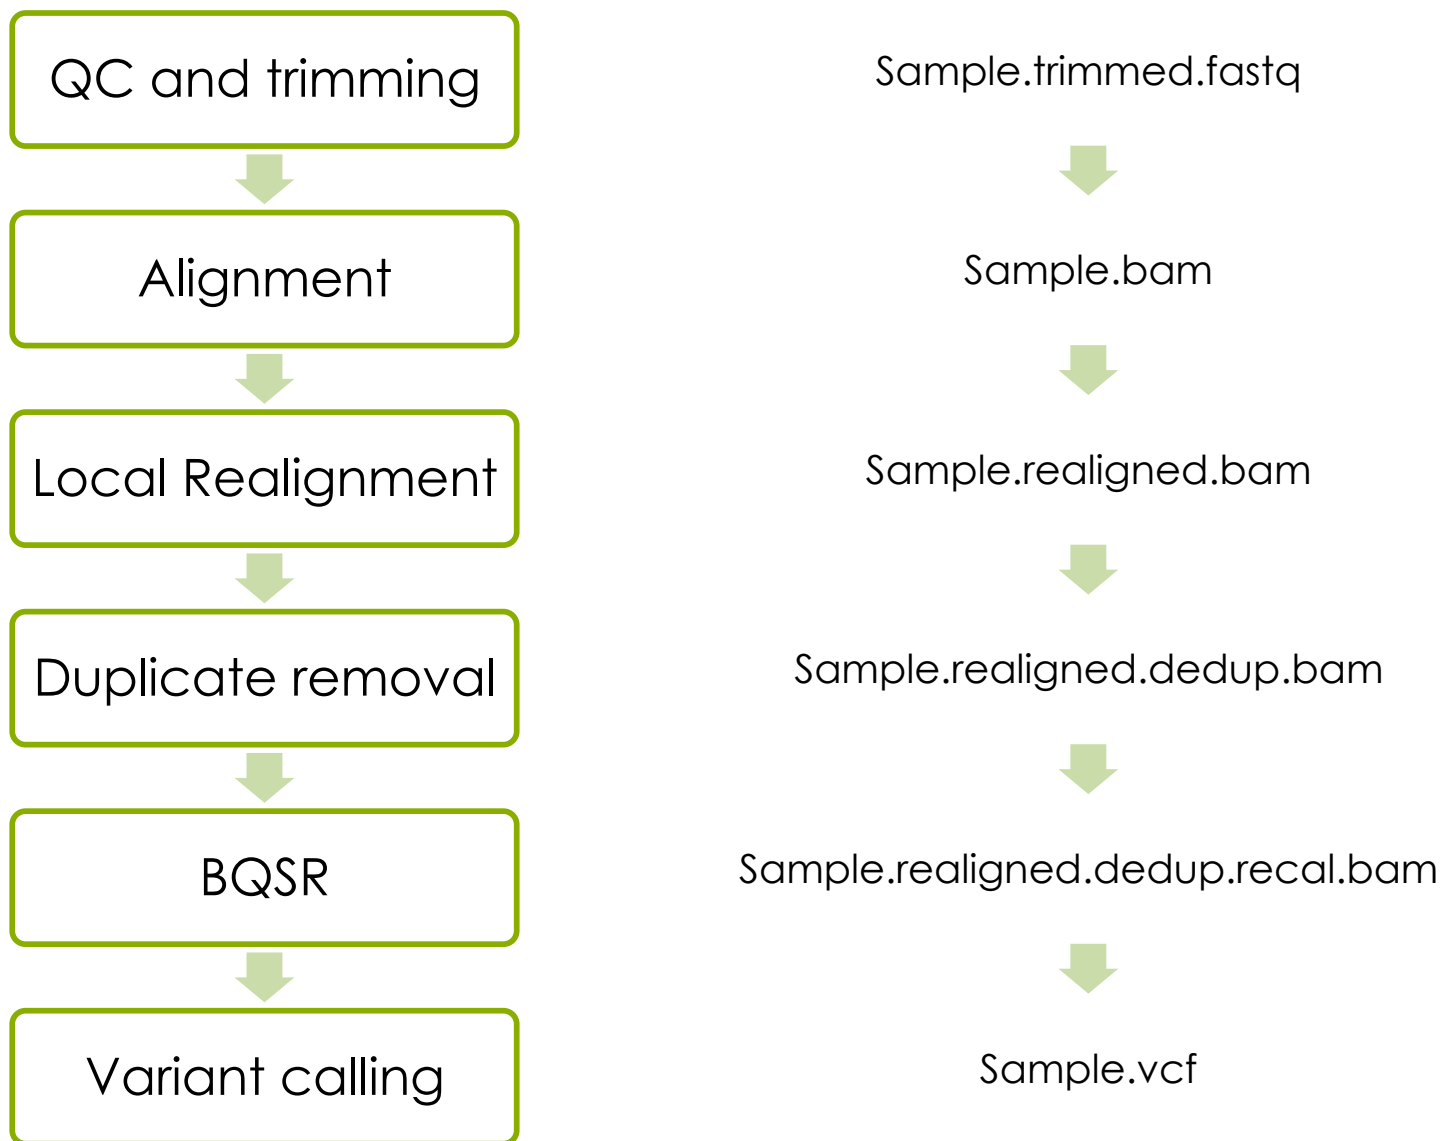 QC and trimming
Sample.trimmed.fastq
Alignment
Sample.bam
Local Realignment
Sample.realigned.bam
Duplicate removal
Sample.realigned.dedup.bam
BQSR
Sample.realigned.dedup.recal.bam
Variant calling
Sample.vcf